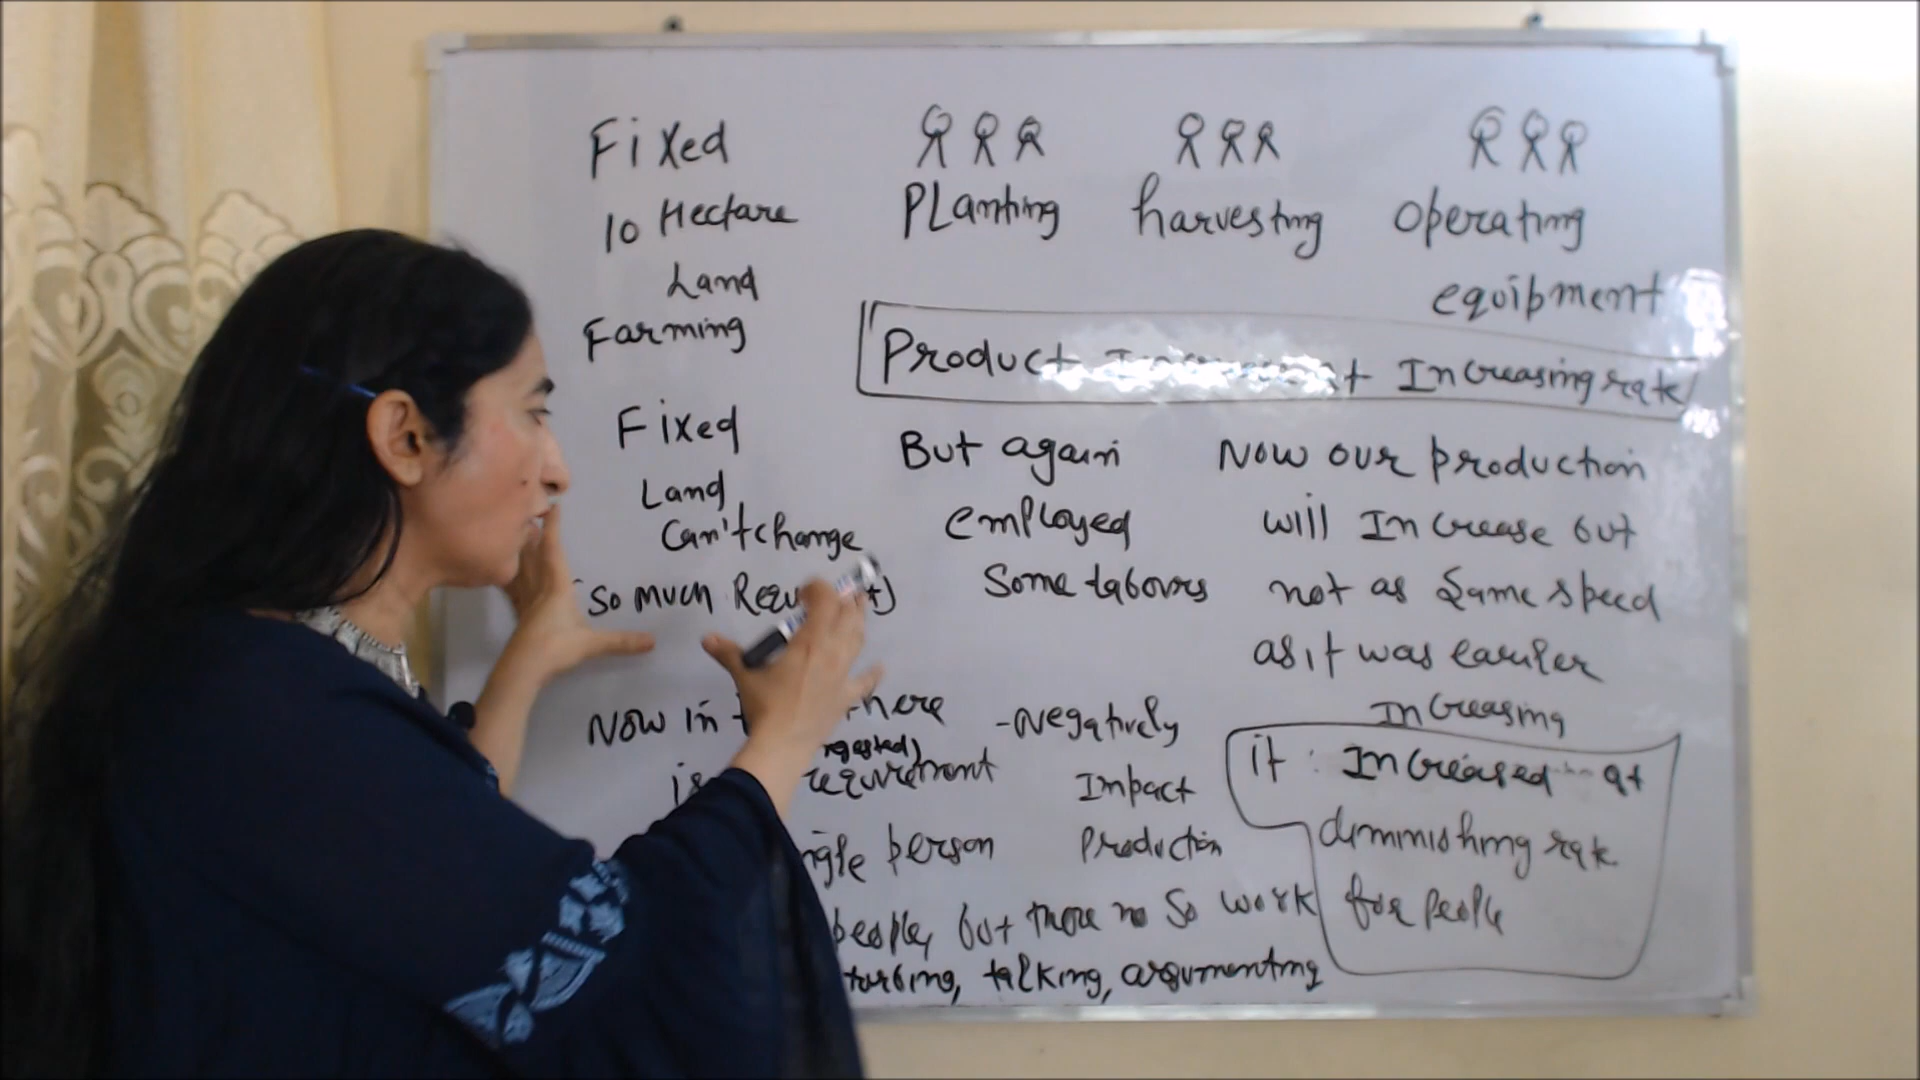 Fixed
10 Hectare
Land
Farming
Planting
harvesting
operating
equipment
Product Increasing rate
Fixed
Land
Can't change
(So much
But again
employed
Some labours
Now our production
will Increase but
not as Same speed
as it was earlier
Increasing
Now in there
requirement
person
-negatively
Impact
Production
it Increased at
diminishing rate
for people
people, but there no So work
talking, argumenting